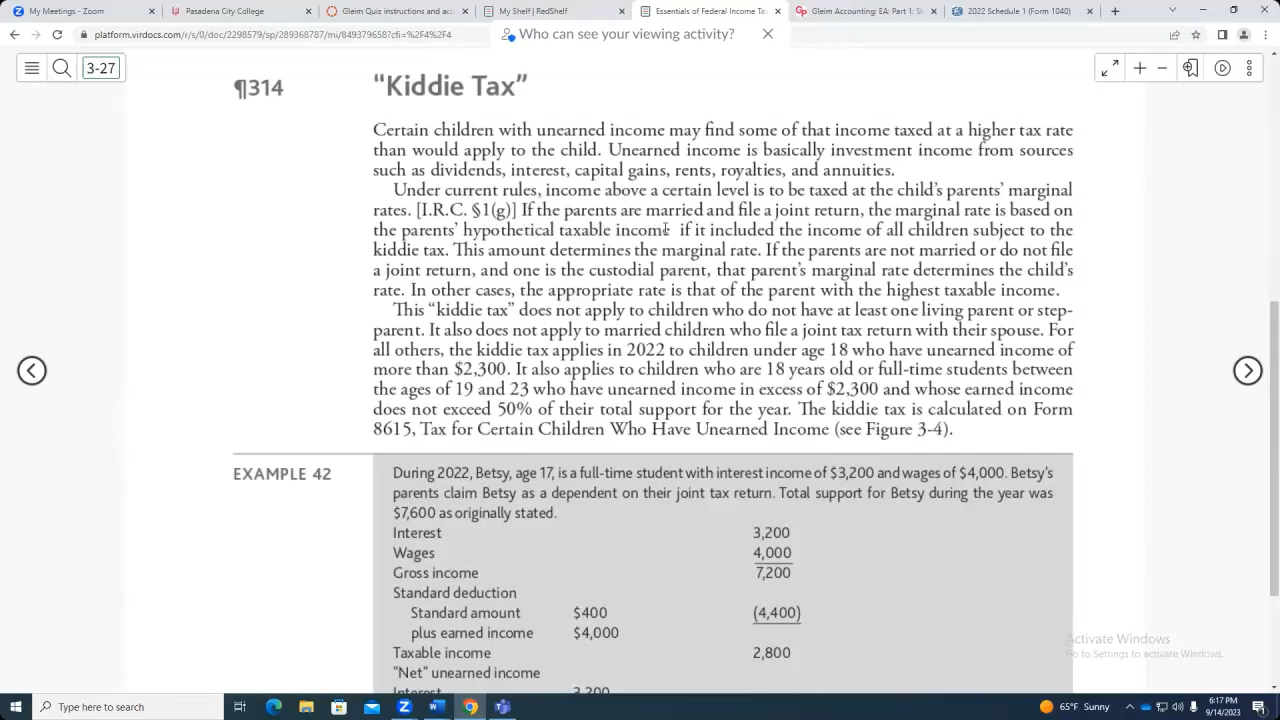 Meetings - Zoom
Pasadena City College
Gleim Quiz Instructions and acc
My Shelf | RedShelf
Essentials of Federal Income Ta
Gleim Accounting: EA: Part 1: Sh
2022 Schedule 1 (Form 1040)
platform.virdocs.com/r/s/0/doc/2298579/sp/289368787/mi/849379658?cfi=%2F4%2F4
Who can see your viewing activity?
3-27
¶314 "Kiddie Tax"
Certain children with unearned income may find some of that income taxed at a higher tax rate
than would apply to the child. Unearned income is basically investment income from sources
such as dividends, interest, capital gains, rents, royalties, and annuities.
Under current rules, income above a certain level is to be taxed at the child's parents' marginal
rates. [I.R.C. §1(g)] If the parents are married and file a joint return, the marginal rate is based on
the parents' hypothetical taxable income if it included the income of all children subject to the
kiddie tax. This amount determines the marginal rate. If the parents are not married or do not file
a joint return, and one is the custodial parent, that parent's marginal rate determines the child's
rate. In other cases, the appropriate rate is that of the parent with the highest taxable income.
This "kiddie tax" does not apply to children who do not have at least one living parent or step-
parent. It also does not apply to married children who file a joint tax return with their spouse. For
all others, the kiddie tax applies in 2022 to children under age 18 who have unearned income of
more than $2,300. It also applies to children who are 18 years old or full-time students between
the ages of 19 and 23 who have unearned income in excess of $2,300 and whose earned income
does not exceed 50% of their total support for the year. The kiddie tax is calculated on Form
8615, Tax for Certain Children Who Have Unearned Income (see Figure 3-4).
EXAMPLE 42
During 2022, Betsy, age 17, is a full-time student with interest income of $3,200 and wages of $4,000. Betsy's
parents claim Betsy as a dependent on their joint tax return. Total support for Betsy during the year was
$7,600 as originally stated.
Interest 3,200
Wages 4,000
Gross income 7,200
Standard deduction
Standard amount $400 (4,400)
plus earned income $4,000
Taxable income 2,800
"Net" unearned income
Interest 3,200
Activate Windows
Go to Settings to activate Windows.
Type here to search
65°F Sunny
6:17 PM
9/14/2023